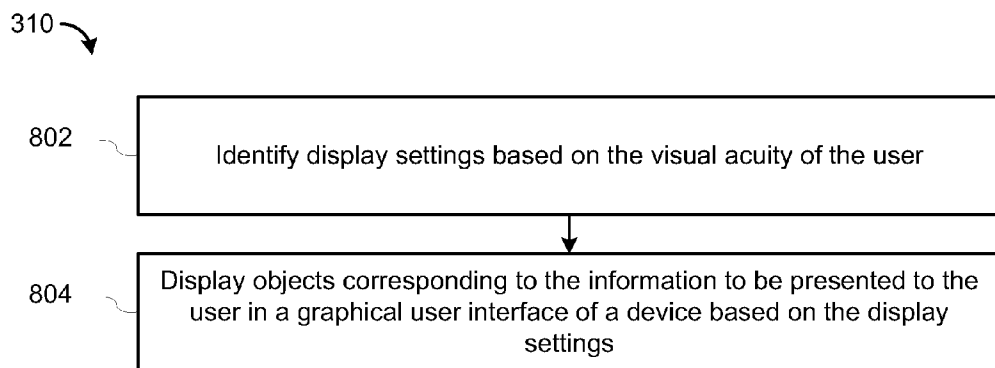 310
802
Identify display settings based on the visual acuity of the user
804
Display objects corresponding to the information to be presented to the
user in a graphical user interface of a device based on the display
settings